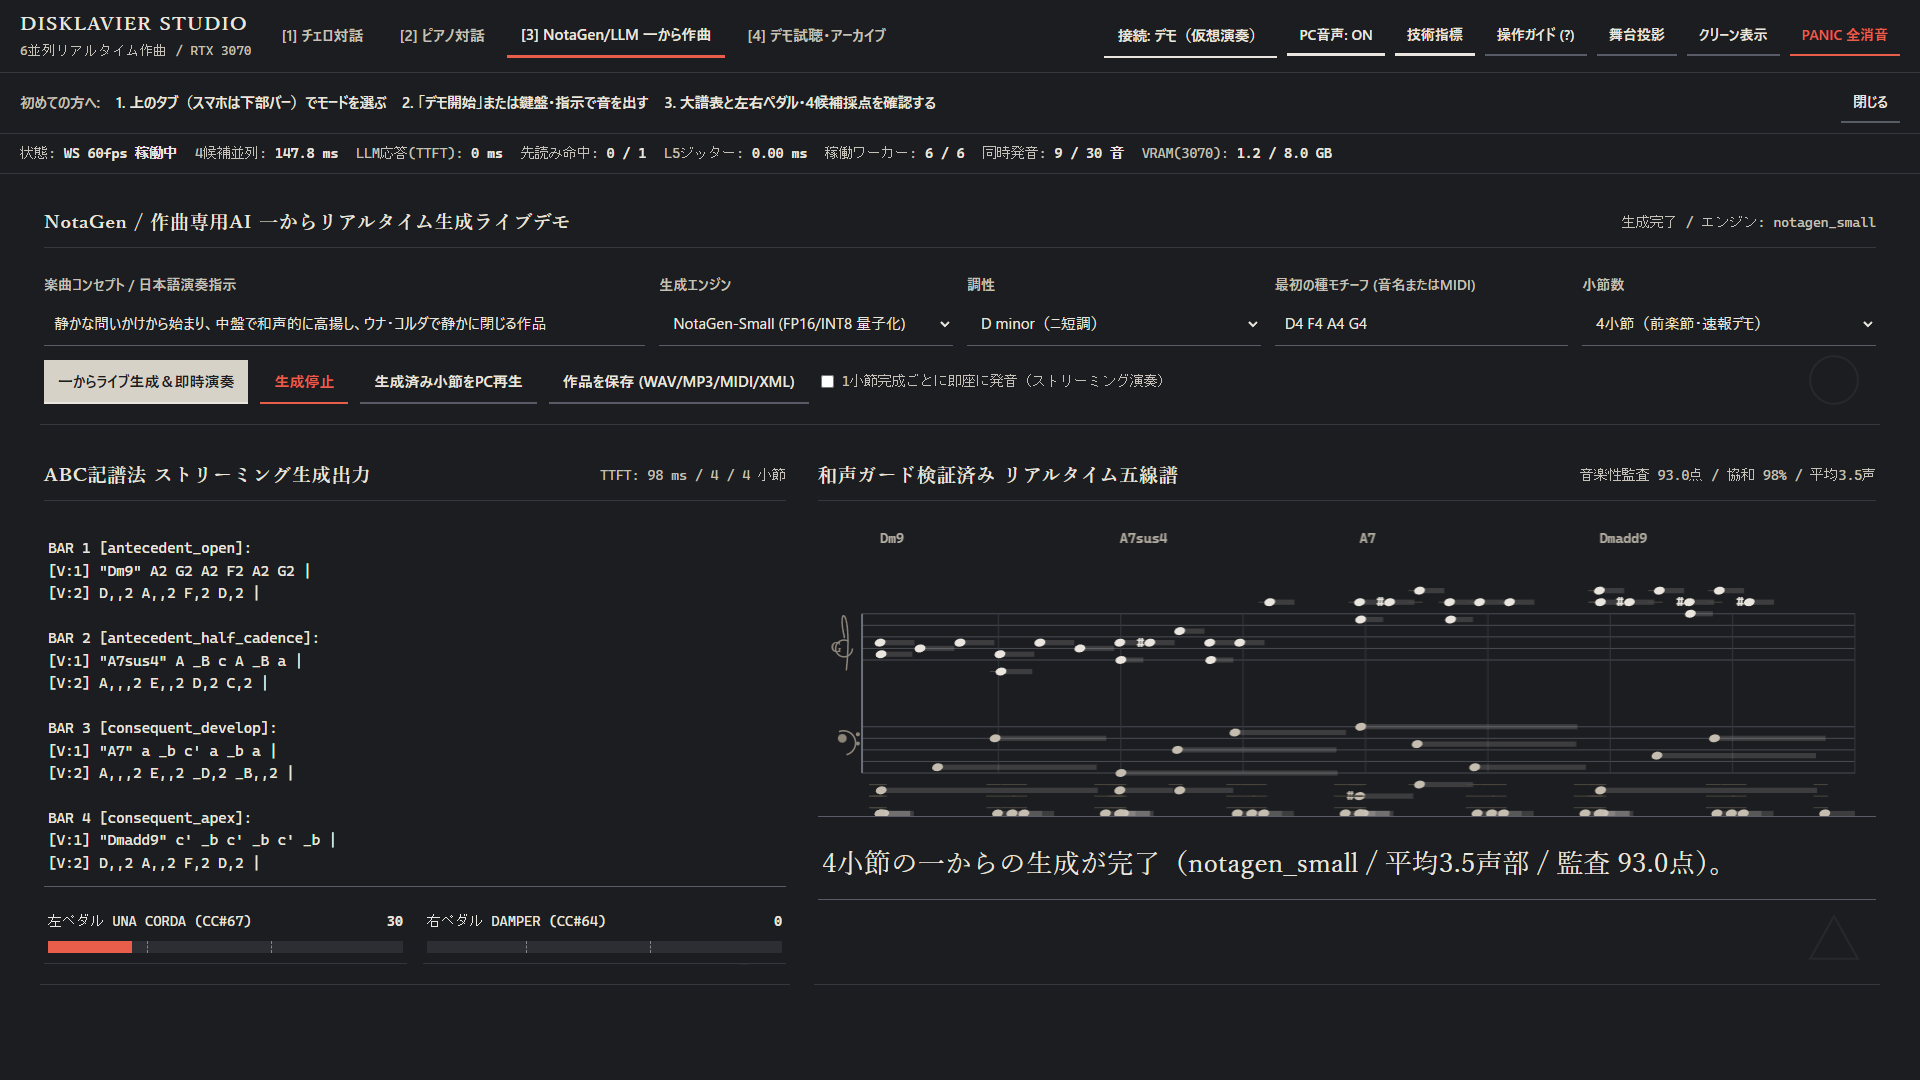 DISKLAVIER STUDIO
6並列リアルタイム作曲 / RTX 3070
[1] チェロ対話
[2] ピアノ対話
[3] NotaGen/LLM 一から作曲
[4] デモ試聴・アーカイブ
接続: デモ（仮想演奏）
PC音声: ON
技術指標
操作ガイド (?)
舞台投影
クリーン表示
PANIC 全消音
初めての方へ: 1. 上のタブ（スマホは下部バー）でモードを選ぶ 2. 「デモ開始」または鍵盤・指示で音を出す 3. 大譜表と左右ペダル・4候補採点を確認する
閉じる
状態: WS 60fps 稼働中 4候補並列: 147.8 ms LLM応答(TTFT): 0 ms 先読み命中: 0 / 1 L5ジッター: 0.00 ms 稼働ワーカー: 6 / 6 同時発音: 9 / 30 音 VRAM(3070): 1.2 / 8.0 GB
NotaGen / 作曲専用AI 一からリアルタイム生成ライブデモ
生成完了 / エンジン: notagen_small
楽曲コンセプト / 日本語演奏指示
静かな問いかけから始まり、中盤で和声的に高揚し、ウナ・コルダで静かに閉じる作品
生成エンジン
NotaGen-Small (FP16/INT8 量子化)
調性
D minor（ニ短調）
最初の種モチーフ (音名またはMIDI)
D4 F4 A4 G4
小節数
4小節（前楽節・速報デモ）
一からライブ生成＆即時演奏
生成停止
生成済み小節をPC再生
作品を保存 (WAV/MP3/MIDI/XML)
1小節完成ごとに即座に発音（ストリーミング演奏）
ABC記譜法 ストリーミング生成出力
TTFT: 98 ms / 4 / 4 小節
BAR 1 [antecedent_open]:
[V:1] "Dm9" A2 G2 A2 F2 A2 G2 |
[V:2] D,,2 A,,2 F,2 D,2 |
BAR 2 [antecedent_half_cadence]:
[V:1] "A7sus4" A _B c A _B a |
[V:2] A,,,2 E,,2 D,2 C,2 |
BAR 3 [consequent_develop]:
[V:1] "A7" a _b c' a _b a |
[V:2] A,,,2 E,,2 _D,2 _B,,2 |
BAR 4 [consequent_apex]:
[V:1] "Dmadd9" c' _b c' _b c' _b |
[V:2] D,,2 A,,2 F,2 D,2 |
左ペダル UNA CORDA (CC#67) 30
右ペダル DAMPER (CC#64) 0
和声ガード検証済み リアルタイム五線譜
音楽性監査 93.0点 / 協和 98% / 平均3.5声
Dm9
A7sus4
A7
Dmadd9
4小節の一からの生成が完了（notagen_small / 平均3.5声部 / 監査 93.0点）。